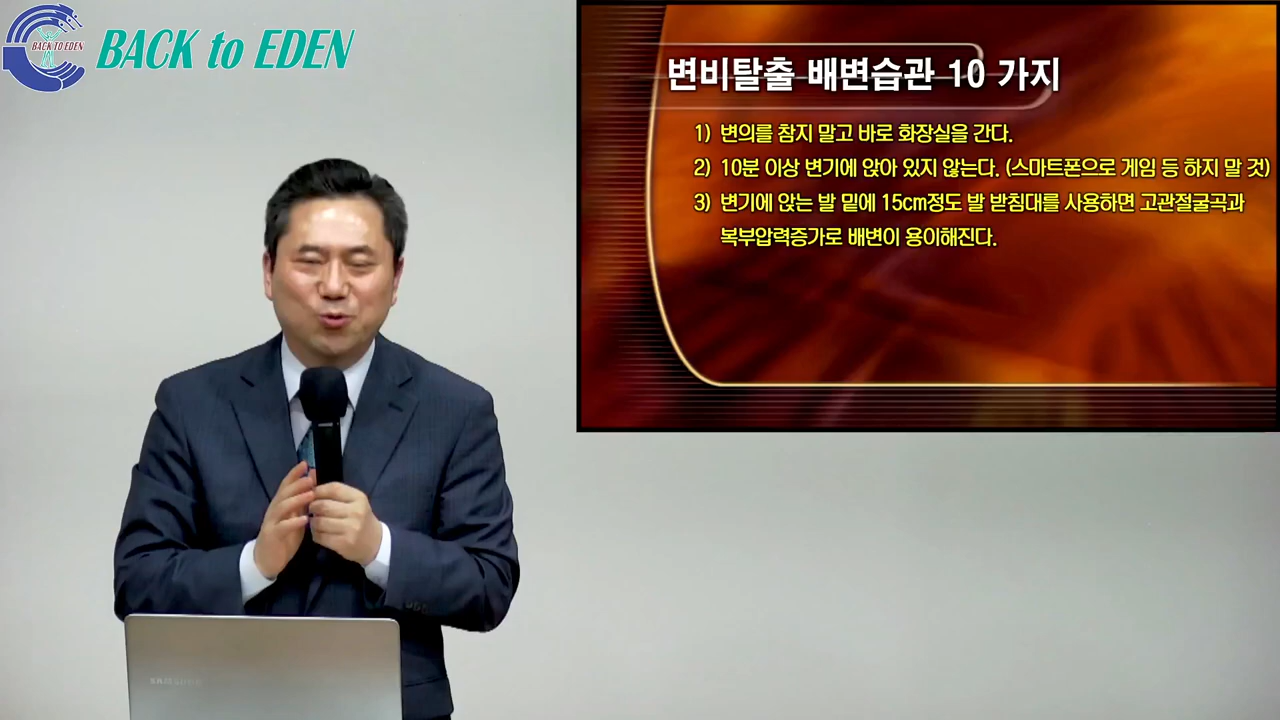 BACK TO EDEN
BACK to EDEN
변비탈출 배변습관 10 가지
1) 변의를 참지 말고 바로 화장실을 간다.
2) 10분 이상 변기에 앉아 있지 않는다. (스마트폰으로 게임 등 하지 말 것)
3) 변기에 앉는 발 밑에 15cm정도 발 받침대를 사용하면 고관절굴곡과
복부압력증가로 배변이 용이해진다.
SAMSUNG